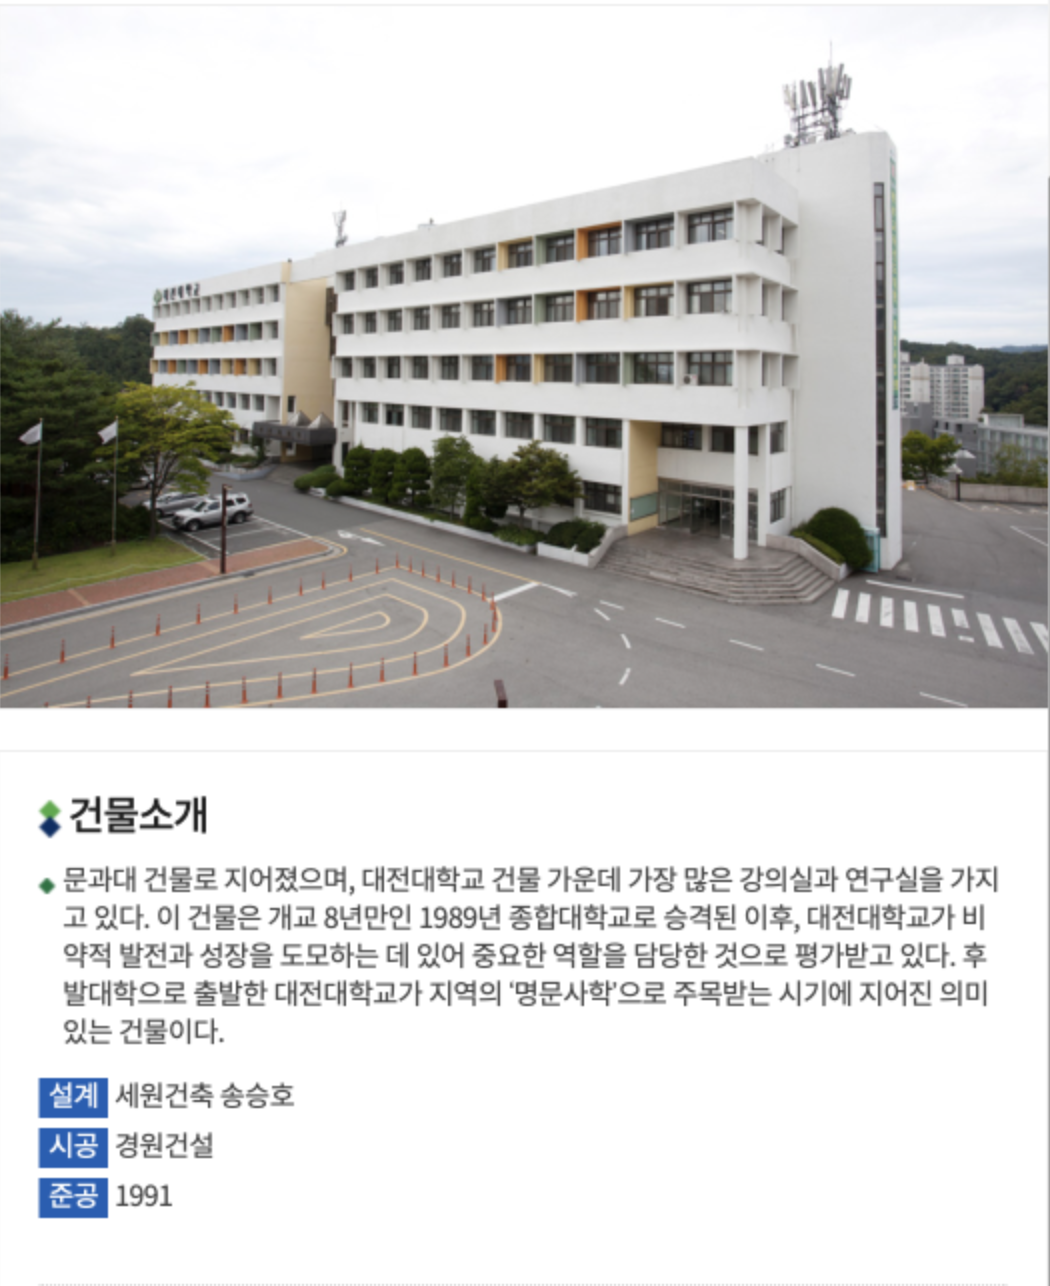 대전대학교
건물소개
문과대 건물로 지어졌으며, 대전대학교 건물 가운데 가장 많은 강의실과 연구실을 가지
고 있다. 이 건물은 개교 8년만인 1989년 종합대학교로 승격된 이후, 대전대학교가 비
약적 발전과 성장을 도모하는 데 있어 중요한 역할을 담당한 것으로 평가받고 있다. 후
발대학으로 출발한 대전대학교가 지역의 ‘명문사학’으로 주목받는 시기에 지어진 의미
있는 건물이다.
설계 세원건축 송승호
시공 경원건설
준공 1991